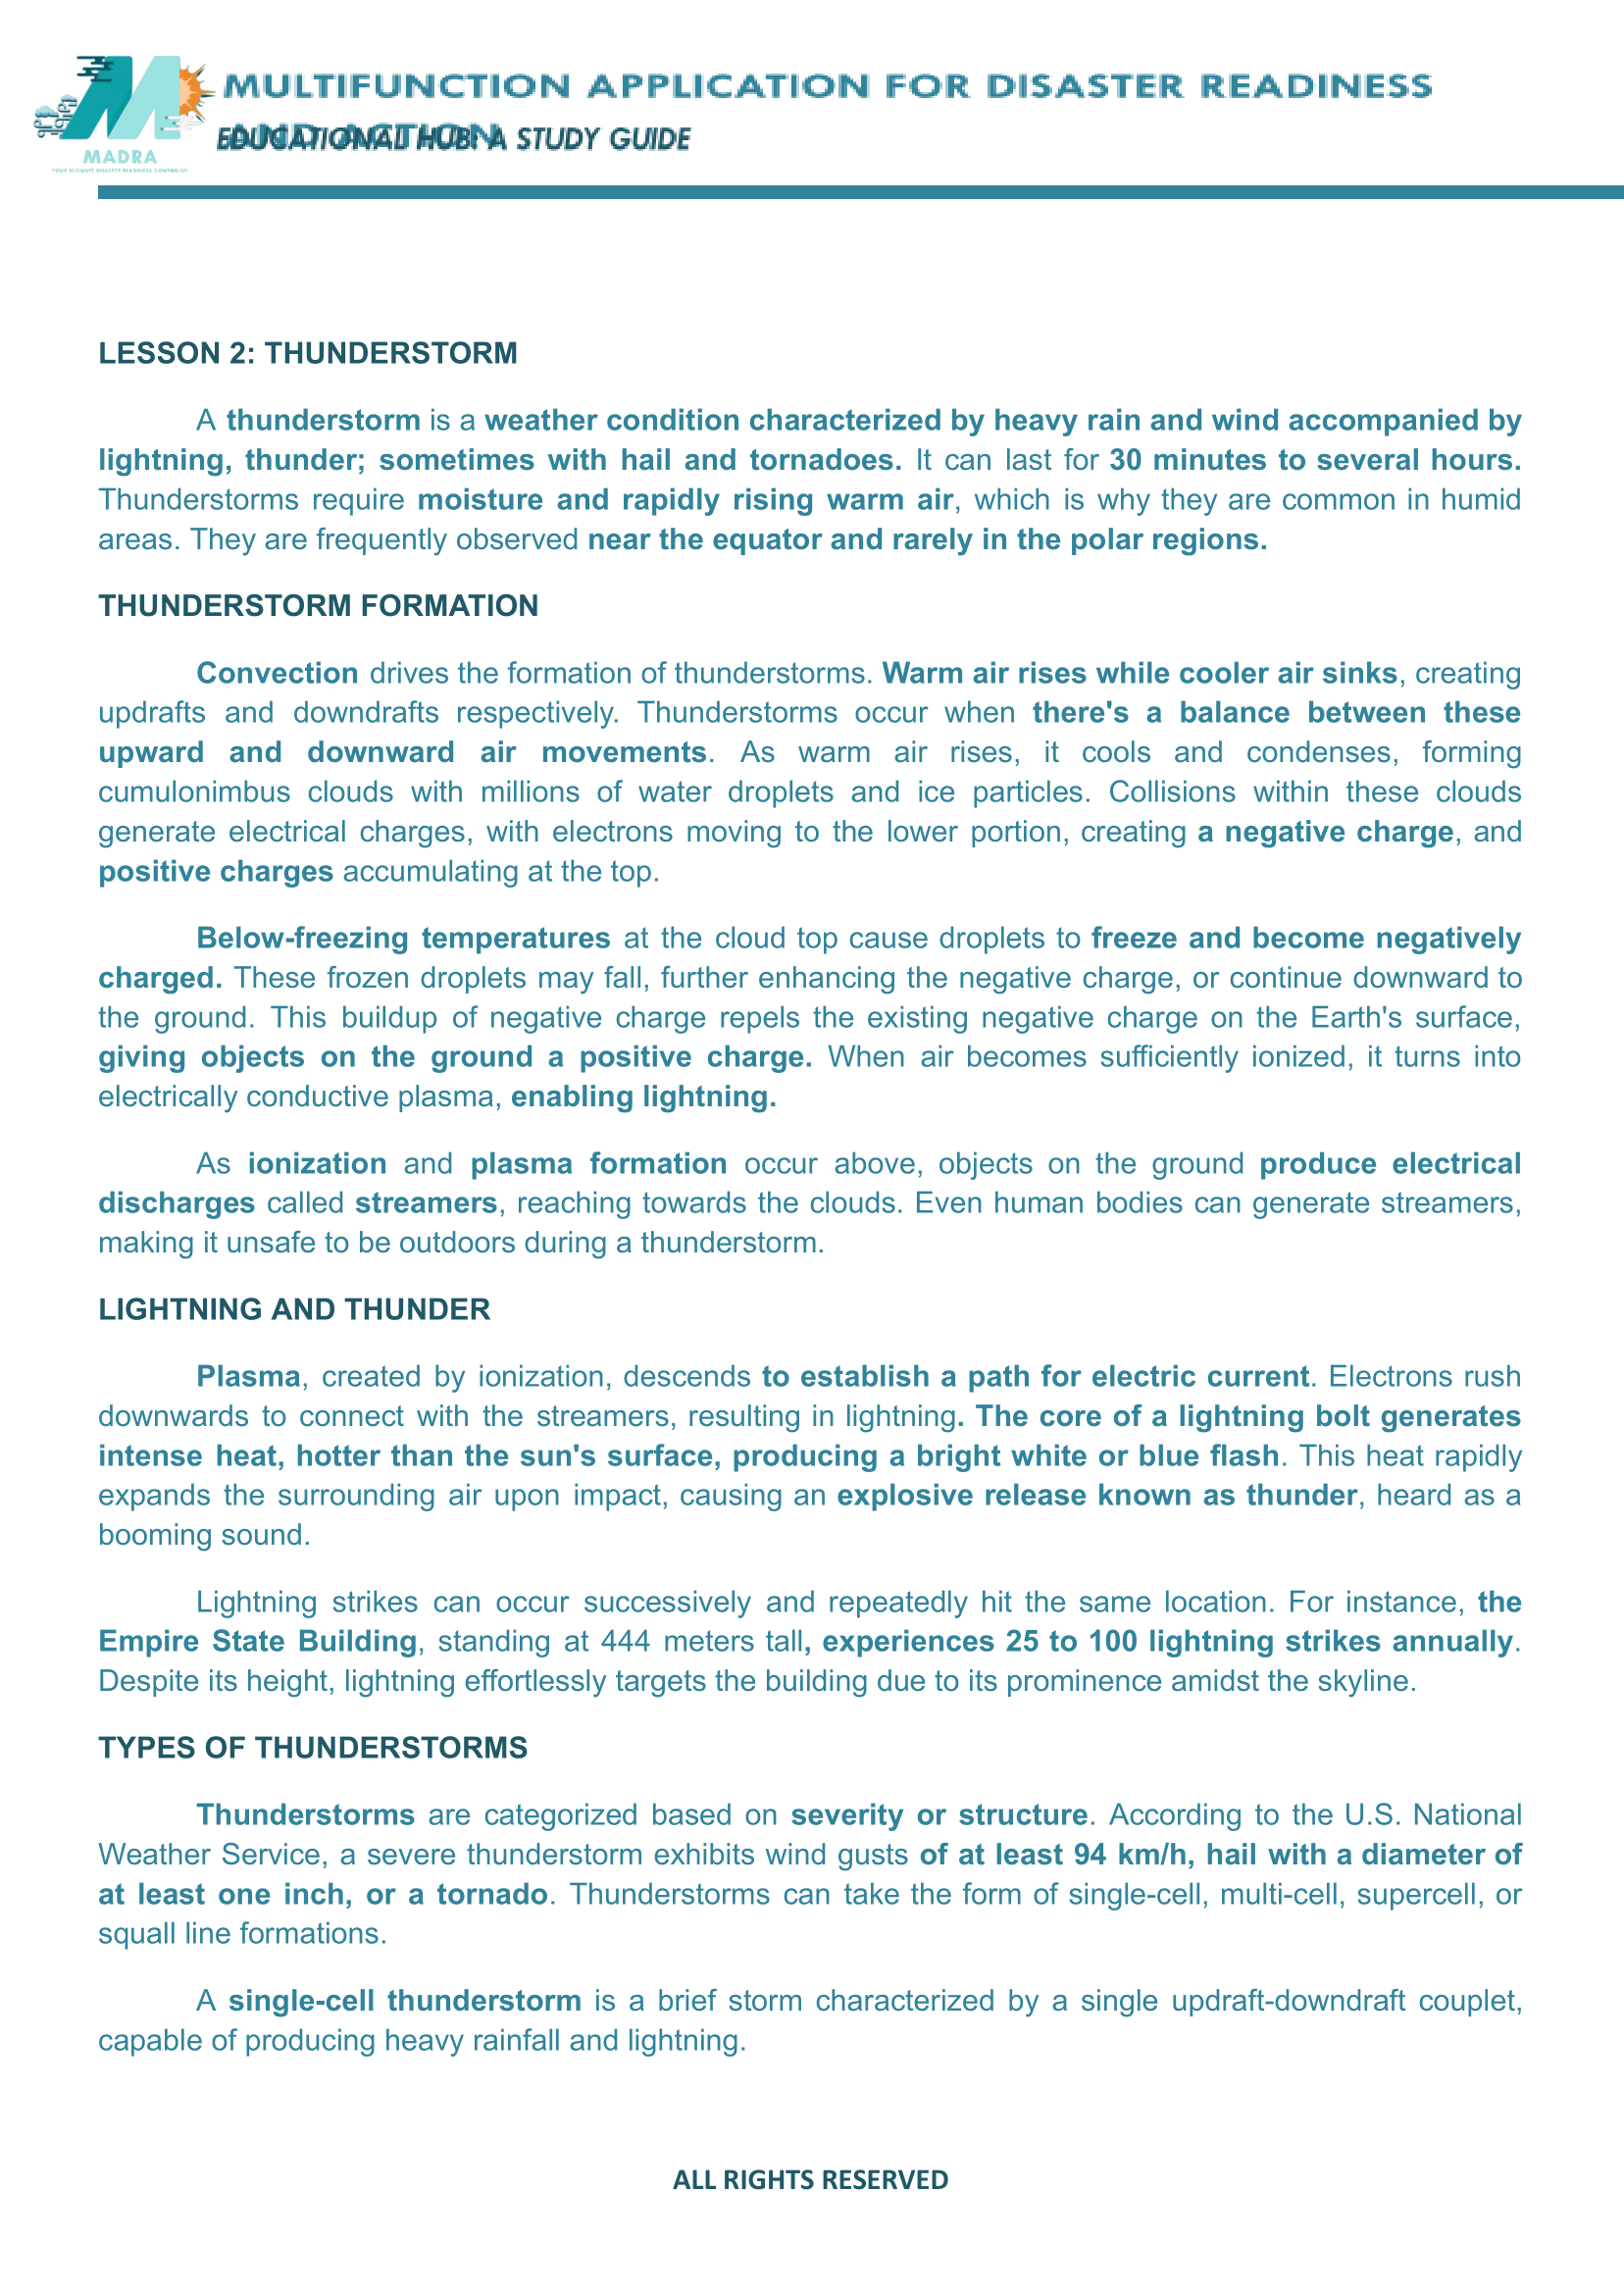 MULTIFUNCTION APPLICATION FOR DISASTER READINESS
AND ACTION
EDUCATIONAL HUB: A STUDY GUIDE
MADRA
YOUR ULTIMATE DISASTER READINESS COMPANION
LESSON 2: THUNDERSTORM
A thunderstorm is a weather condition characterized by heavy rain and wind accompanied by
lightning, thunder; sometimes with hail and tornadoes. It can last for 30 minutes to several hours.
Thunderstorms require moisture and rapidly rising warm air, which is why they are common in humid
areas. They are frequently observed near the equator and rarely in the polar regions.
THUNDERSTORM FORMATION
Convection drives the formation of thunderstorms. Warm air rises while cooler air sinks, creating
updrafts and downdrafts respectively. Thunderstorms occur when there's a balance between these
upward and downward air movements. As warm air rises, it cools and condenses, forming
cumulonimbus clouds with millions of water droplets and ice particles. Collisions within these clouds
generate electrical charges, with electrons moving to the lower portion, creating a negative charge, and
positive charges accumulating at the top.
Below-freezing temperatures at the cloud top cause droplets to freeze and become negatively
charged. These frozen droplets may fall, further enhancing the negative charge, or continue downward to
the ground. This buildup of negative charge repels the existing negative charge on the Earth's surface,
giving objects on the ground a positive charge. When air becomes sufficiently ionized, it turns into
electrically conductive plasma, enabling lightning.
As ionization and plasma formation occur above, objects on the ground produce electrical
discharges called streamers, reaching towards the clouds. Even human bodies can generate streamers,
making it unsafe to be outdoors during a thunderstorm.
LIGHTNING AND THUNDER
Plasma, created by ionization, descends to establish a path for electric current. Electrons rush
downwards to connect with the streamers, resulting in lightning. The core of a lightning bolt generates
intense heat, hotter than the sun's surface, producing a bright white or blue flash. This heat rapidly
expands the surrounding air upon impact, causing an explosive release known as thunder, heard as a
booming sound.
Lightning strikes can occur successively and repeatedly hit the same location. For instance, the
Empire State Building, standing at 444 meters tall, experiences 25 to 100 lightning strikes annually.
Despite its height, lightning effortlessly targets the building due to its prominence amidst the skyline.
TYPES OF THUNDERSTORMS
Thunderstorms are categorized based on severity or structure. According to the U.S. National
Weather Service, a severe thunderstorm exhibits wind gusts of at least 94 km/h, hail with a diameter of
at least one inch, or a tornado. Thunderstorms can take the form of single-cell, multi-cell, supercell, or
squall line formations.
A single-cell thunderstorm is a brief storm characterized by a single updraft-downdraft couplet,
capable of producing heavy rainfall and lightning.
ALL RIGHTS RESERVED